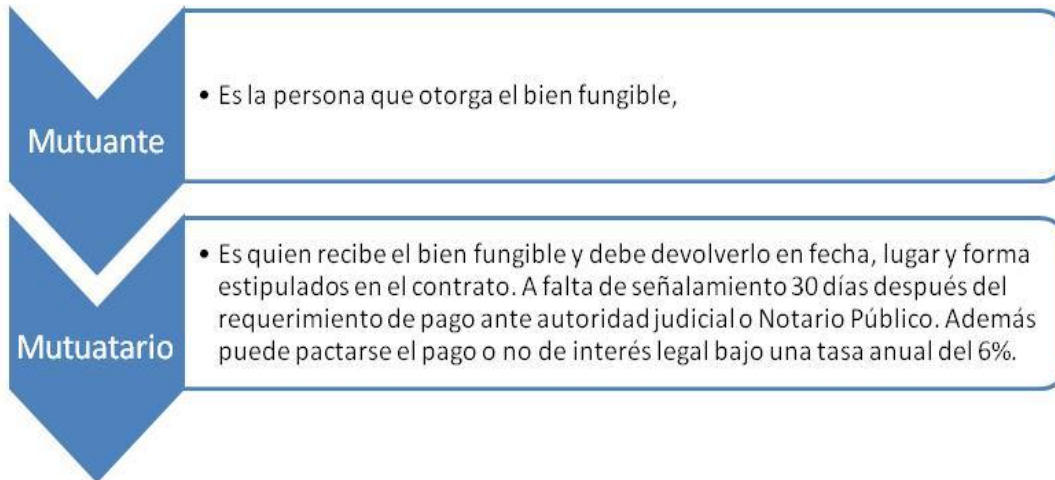 Mutuante
• Es la persona que otorga el bien fungible,
Mutuatario
• Es quien recibe el bien fungible y debe devolverlo en fecha, lugar y forma
estipulados en el contrato. A falta de señalamiento 30 días después del
requerimiento de pago ante autoridad judicial o Notario Público. Además
puede pactarse el pago o no de interés legal bajo una tasa anual del 6%.